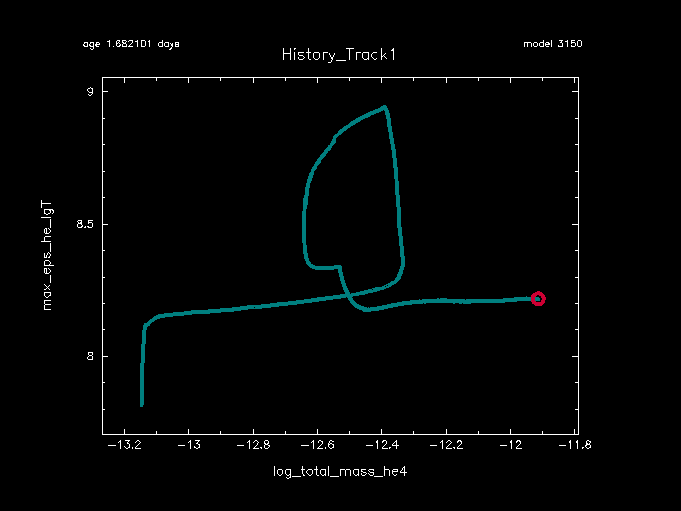 age 1.682101 days
model 3150
History_Track1
9
8.5
8
max_eps_he_lgT
-13.2 -13 -12.8 -12.6 -12.4 -12.2 -12 -11.8
log_total_mass_he4